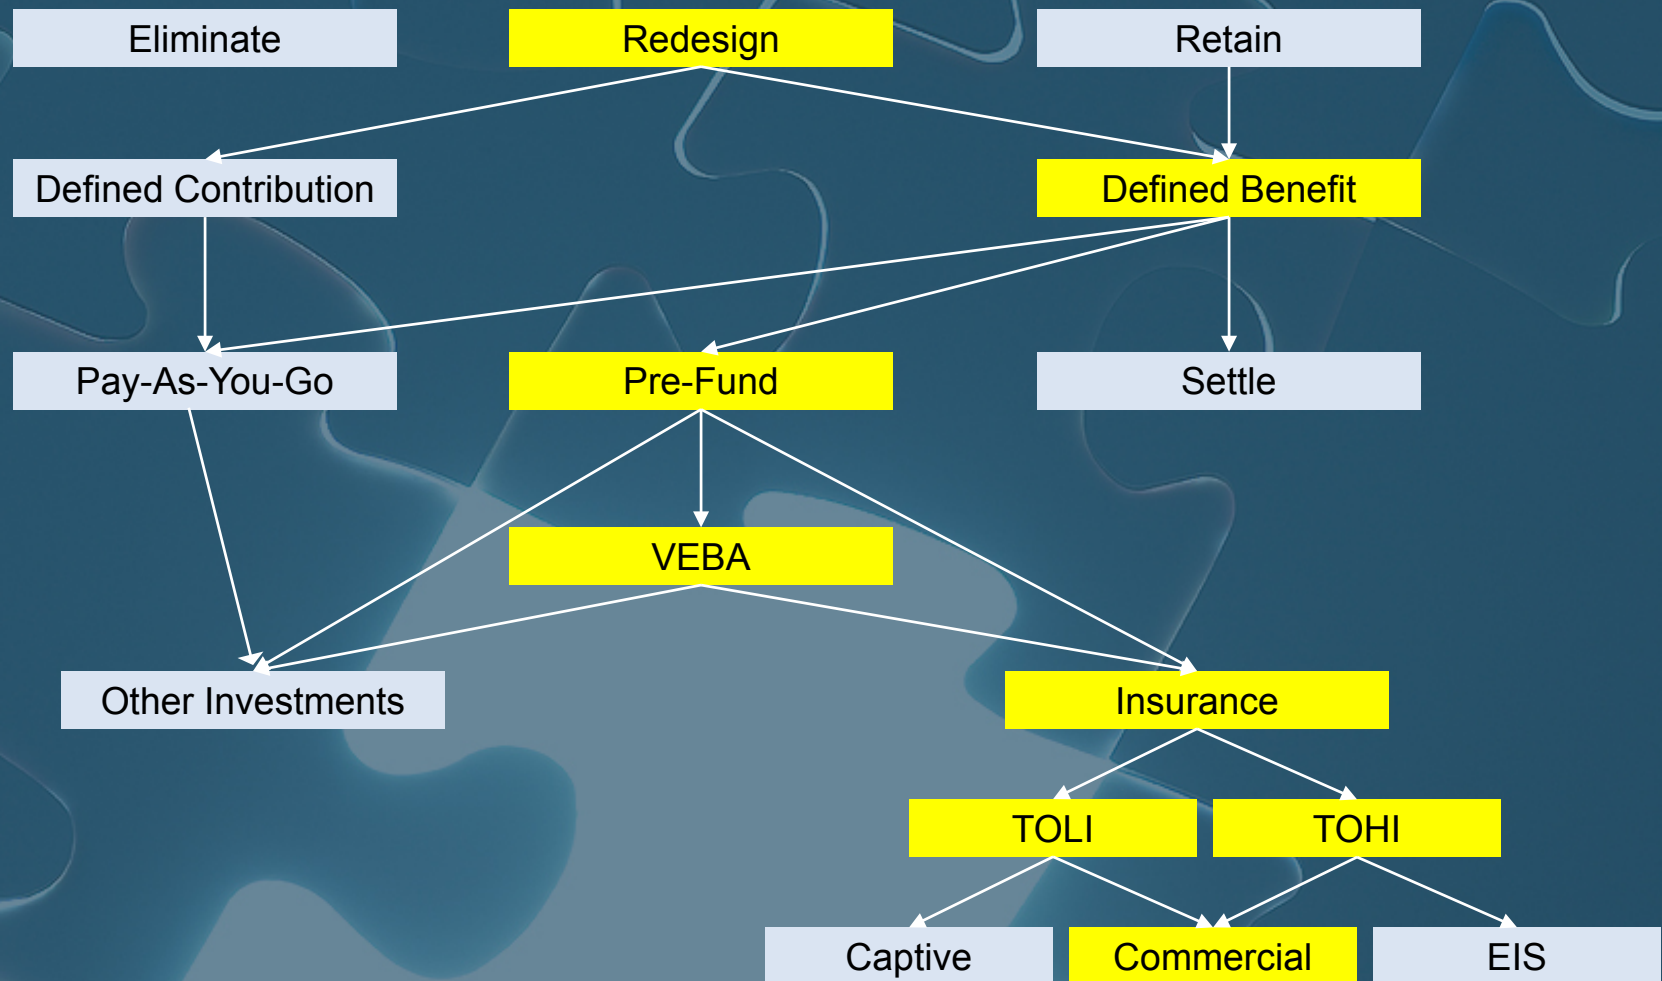 Eliminate
Redesign
Retain
Defined Contribution
Defined Benefit
Pay-As-You-Go
Pre-Fund
Settle
VEBA
Other Investments
Insurance
TOLI
TOHI
Captive
Commercial
EIS